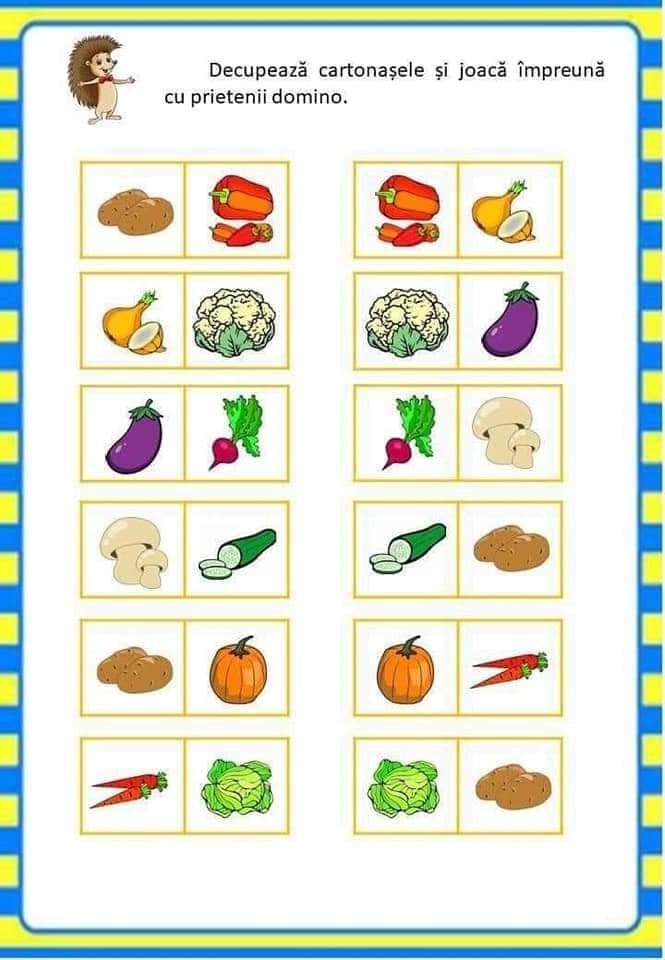 Decupează cartonașele și joacă împreună
cu prietenii domino.